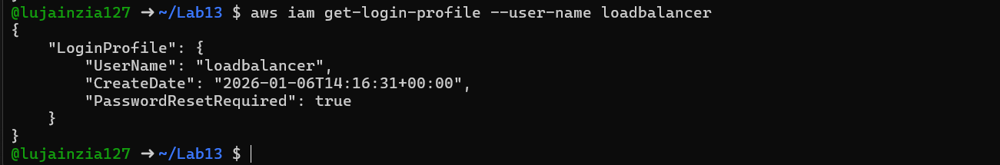 @lujainzia127 ➜ ~/Lab13 $ aws iam get-login-profile --user-name loadbalancer
{
    "LoginProfile": {
        "UserName": "loadbalancer",
        "CreateDate": "2026-01-06T14:16:31+00:00",
        "PasswordResetRequired": true
    }
}
@lujainzia127 ➜ ~/Lab13 $